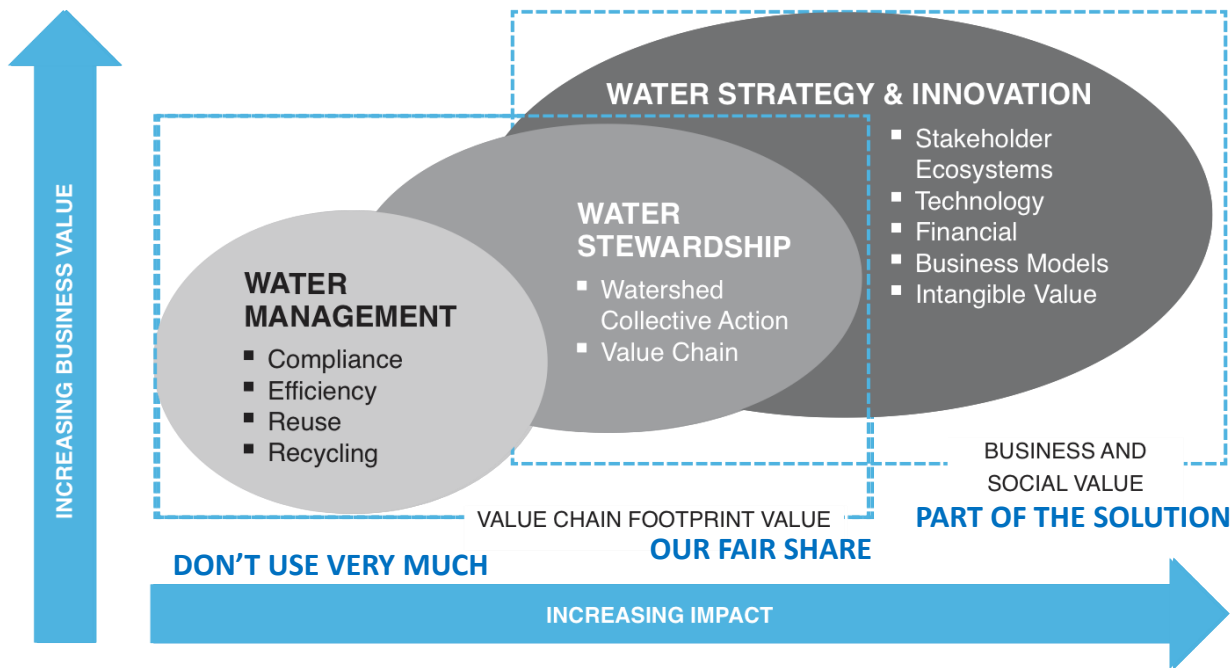 INCREASING BUSINESS VALUE
WATER STRATEGY & INNOVATION
▪ Stakeholder
Ecosystems
▪ Technology
▪ Financial
▪ Business Models
▪ Intangible Value
WATER
STEWARDSHIP
▪ Watershed
Collective Action
▪ Value Chain
WATER
MANAGEMENT
▪ Compliance
▪ Efficiency
▪ Reuse
▪ Recycling
BUSINESS AND
SOCIAL VALUE
VALUE CHAIN FOOTPRINT VALUE
PART OF THE SOLUTION
OUR FAIR SHARE
DON’T USE VERY MUCH
INCREASING IMPACT